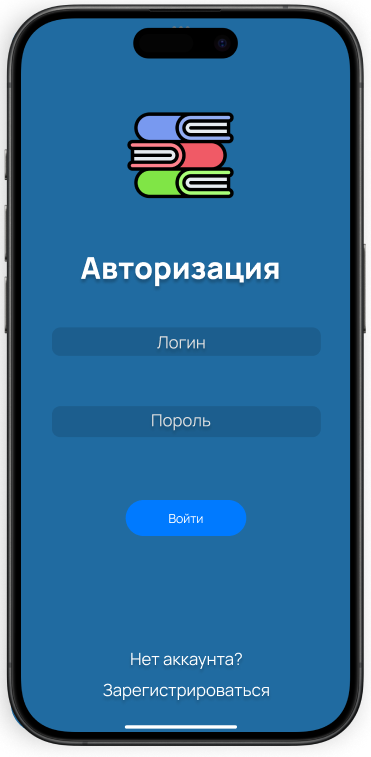 Авторизация
Логин
Пороль
Войти
Нет аккаунта?
Зарегистрироваться